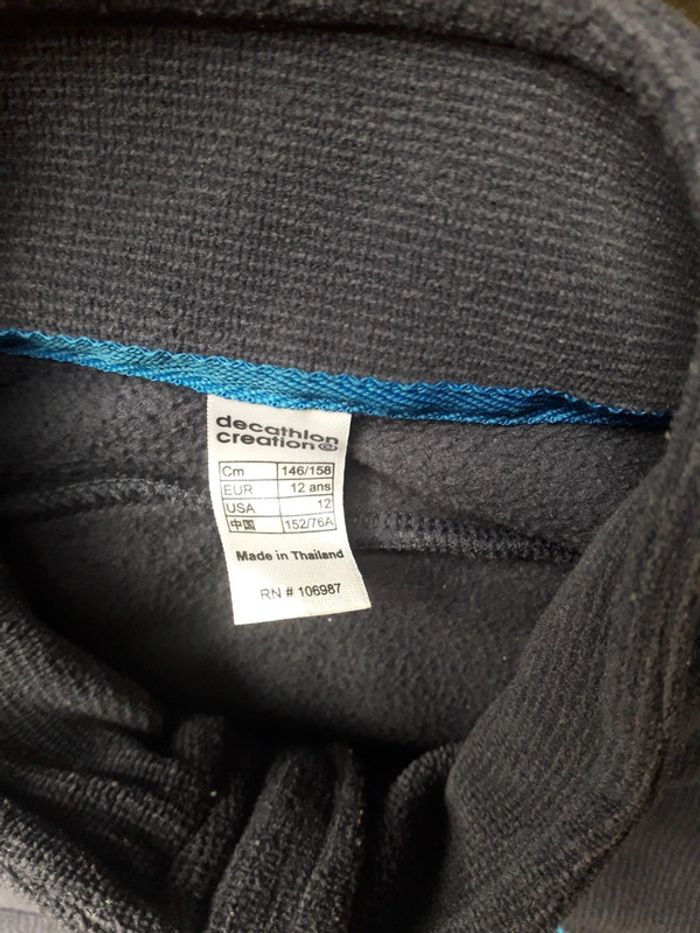 decathlon
creation
Cm 146/158
EUR 12 ans
USA 12
中国 152/76A
Made in Thailand
RN # 106987